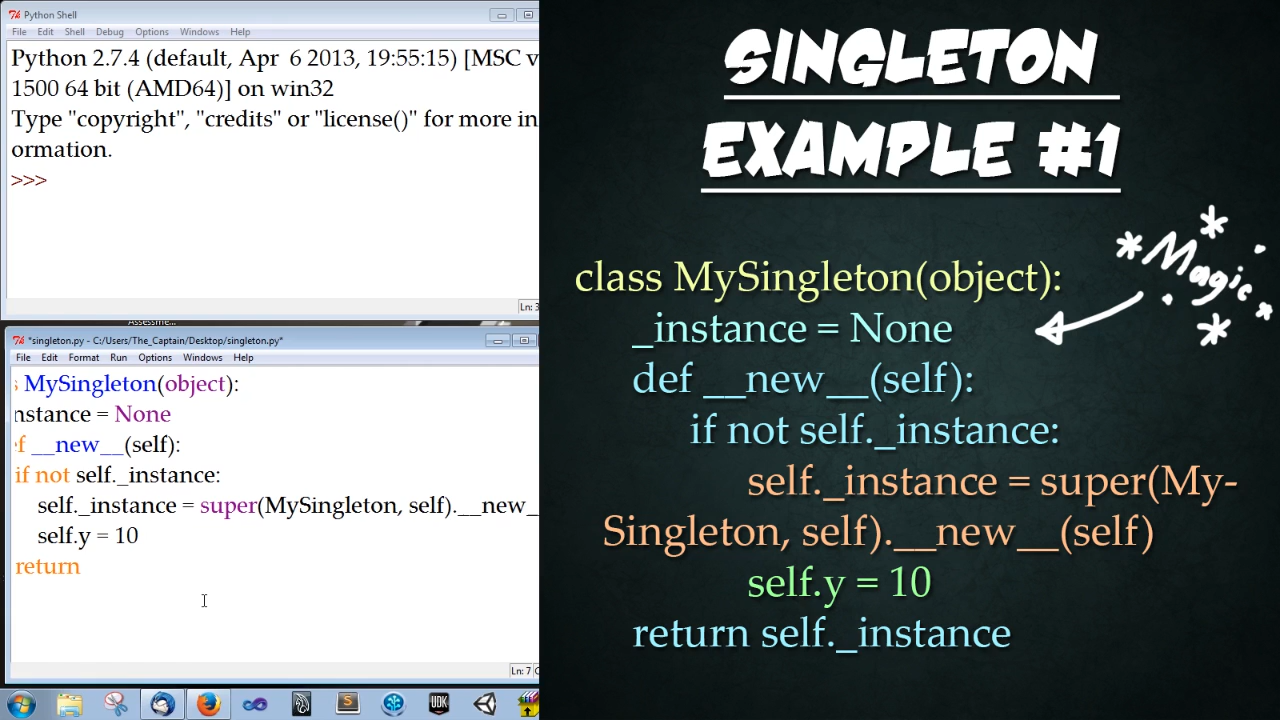 Python Shell
File Edit Shell Debug Options Windows Help
Python 2.7.4 (default, Apr 6 2013, 19:55:15) [MSC v
1500 64 bit (AMD64)] on win32
Type "copyright", "credits" or "license()" for more in
ormation.
>>>
Ln: 3
Assessme...
*singleton.py - C:/Users/The_Captain/Desktop/singleton.py*
File Edit Format Run Options Windows Help
s MySingleton(object):
nstance = None
ef __new__(self):
if not self._instance:
self._instance = super(MySingleton, self).__new_
self.y = 10
return
Ln: 7
UDK
SINGLETON
EXAMPLE #1
*Magic*
class MySingleton(object):
_instance = None
def __new__(self):
if not self._instance:
self._instance = super(My-
Singleton, self).__new__(self)
self.y = 10
return self._instance